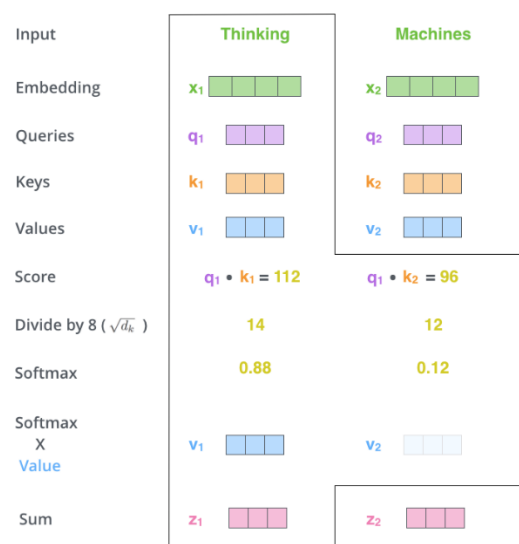 Input Thinking Machines
Embedding x₁ x₂
Queries q₁ q₂
Keys k₁ k₂
Values v₁ v₂
Score q₁ • k₁ = 112 q₁ • k₂ = 96
Divide by 8 ( √dₖ ) 14 12
Softmax 0.88 0.12
Softmax
X v₁ v₂
Value
Sum z₁ z₂